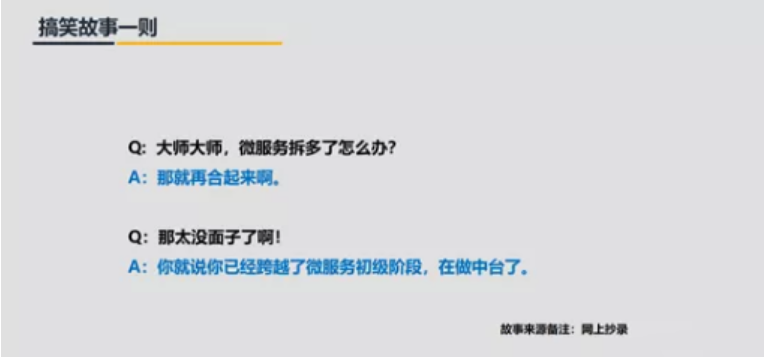 搞笑故事一则
Q: 大师大师，微服务拆多了怎么办？
A: 那就再合起来啊。
Q: 那太没面子了啊！
A: 你就说你已经跨越了微服务初级阶段，在做中台了。
故事来源备注：网上抄录